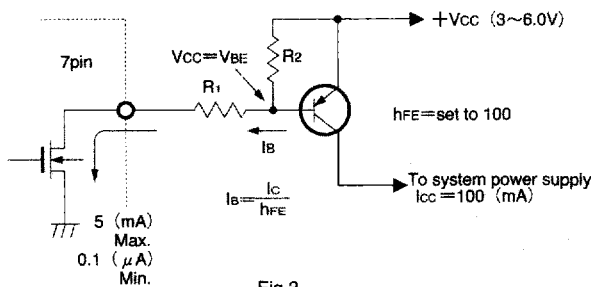 +Vcc (3～6.0V)
7pin
VCC=VBE
R2
R1
hFE=set to 100
IB
To system power supply
Icc=100 (mA)
IB=IC/hFE
5 (mA)
Max.
0.1 (μA)
Min.
Fig.2